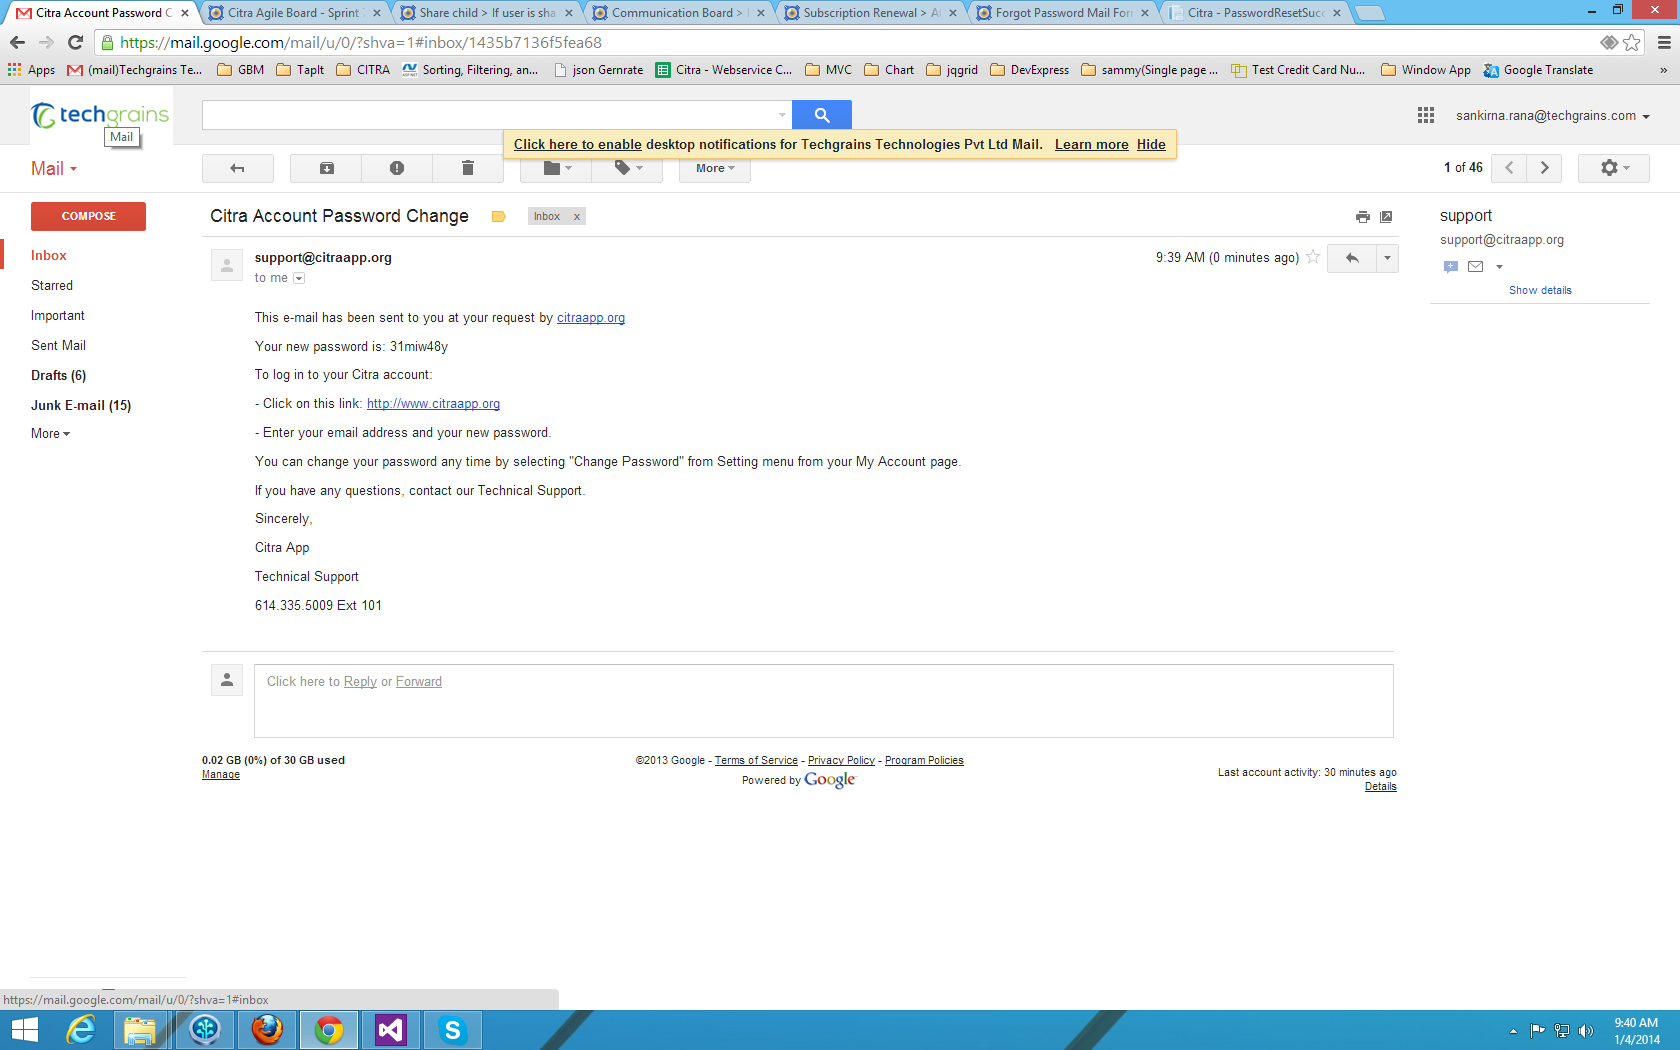 Citra Account Password C
Citra Agile Board - Sprint
Share child > If user is sha
Communication Board >
Subscription Renewal > A
Forgot Password Mail For
Citra - PasswordResetSucc
https://mail.google.com/mail/u/0/?shva=1#inbox/1435b7136f5fea68
Apps
(mail)Techgrains Te...
GBM
TapIt
CITRA
Sorting, Filtering, an...
json Gernrate
Citra - Webservice C...
MVC
Chart
jqgrid
DevExpress
sammy(Single page ...
Test Credit Card Nu...
Window App
Google Translate
»
techgrains
Mail
sankirna.rana@techgrains.com
Click here to enable desktop notifications for Techgrains Technologies Pvt Ltd Mail. Learn more Hide
Mail
More
1 of 46
COMPOSE
Inbox
Starred
Important
Sent Mail
Drafts (6)
Junk E-mail (15)
More
Citra Account Password Change
Inbox x
support@citraapp.org
to me
9:39 AM (0 minutes ago)
This e-mail has been sent to you at your request by citraapp.org
Your new password is: 31miw48y
To log in to your Citra account:
- Click on this link: http://www.citraapp.org
- Enter your email address and your new password.
You can change your password any time by selecting "Change Password" from Setting menu from your My Account page.
If you have any questions, contact our Technical Support.
Sincerely,
Citra App
Technical Support
614.335.5009 Ext 101
support
support@citraapp.org
Show details
Click here to Reply or Forward
0.02 GB (0%) of 30 GB used
Manage
©2013 Google - Terms of Service - Privacy Policy - Program Policies
Powered by Google
Last account activity: 30 minutes ago
Details
https://mail.google.com/mail/u/0/?shva=1#inbox
9:40 AM
1/4/2014